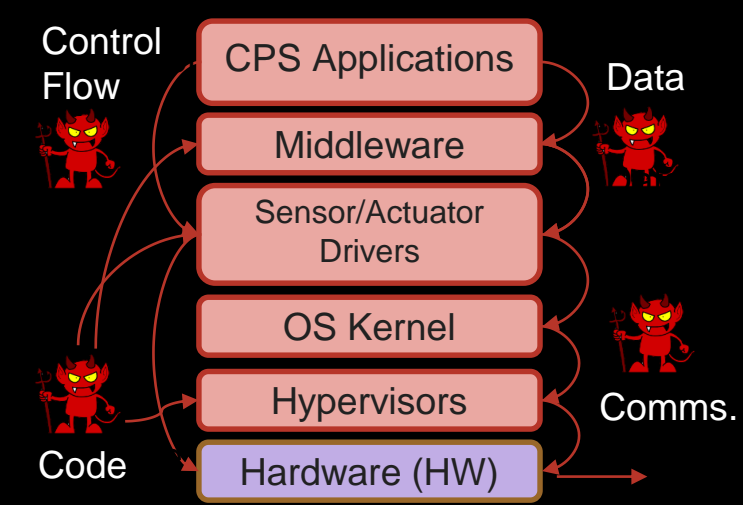 Control
Flow
CPS Applications
Data
Middleware
Sensor/Actuator
Drivers
OS Kernel
Hypervisors
Comms.
Code
Hardware (HW)